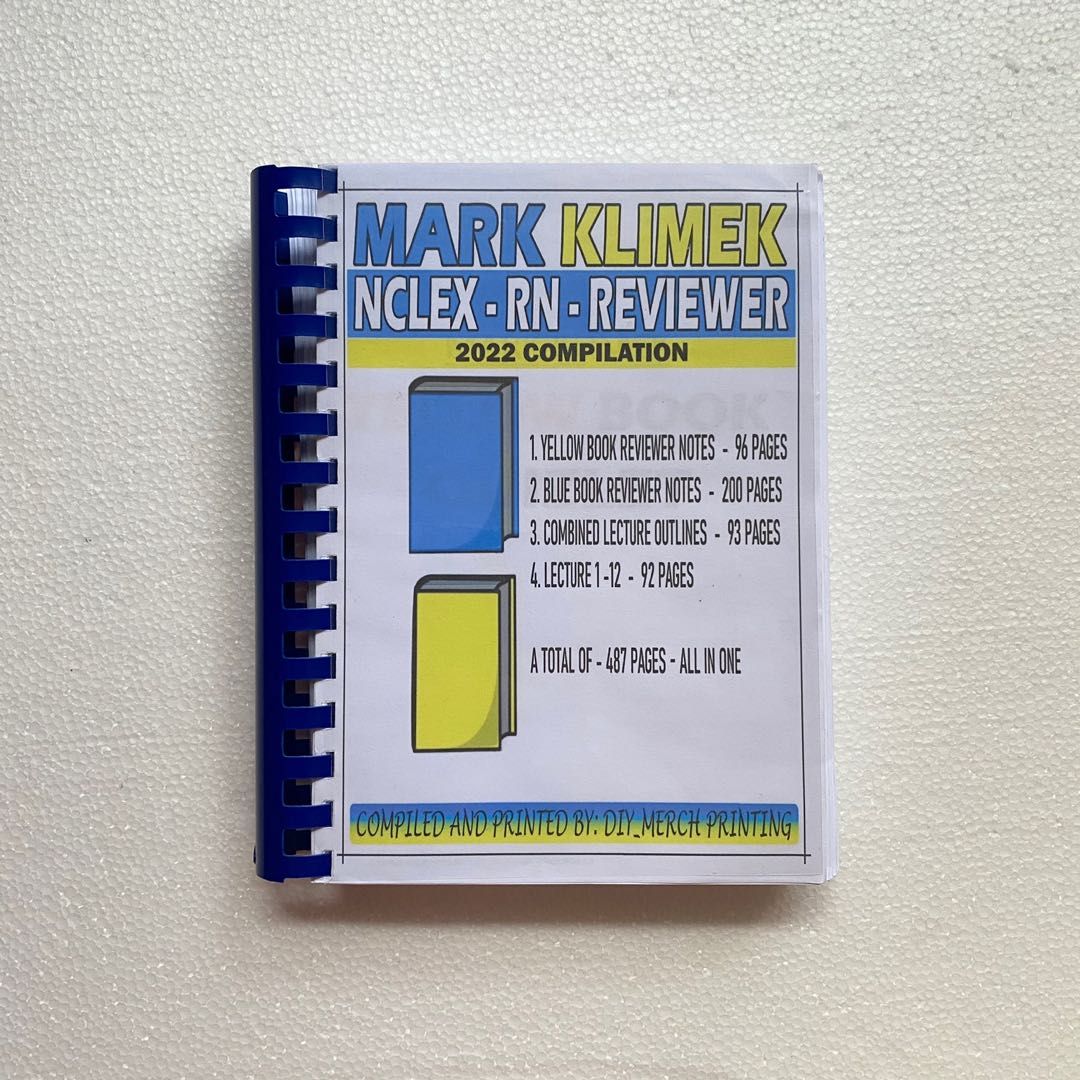 MARK KLIMEK
NCLEX - RN - REVIEWER
2022 COMPILATION
1. YELLOW BOOK REVIEWER NOTES - 96 PAGES
2. BLUE BOOK REVIEWER NOTES - 200 PAGES
3. COMBINED LECTURE OUTLINES - 93 PAGES
4. LECTURE 1 -12 - 92 PAGES
A TOTAL OF - 487 PAGES - ALL IN ONE
COMPILED AND PRINTED BY: DIY_MERCH PRINTING